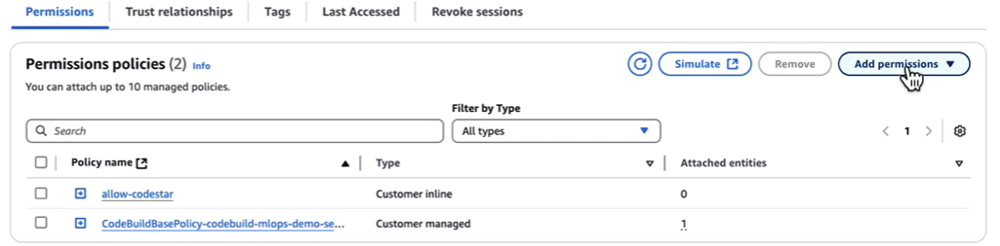 Permissions Trust relationships Tags Last Accessed Revoke sessions
Permissions policies (2) Info
Simulate Remove Add permissions
You can attach up to 10 managed policies.
Filter by Type
Search All types 1
Policy name Type Attached entities
allow-codestar Customer inline 0
CodeBuildBasePolicy-codebuild-mlops-demo-se... Customer managed 1